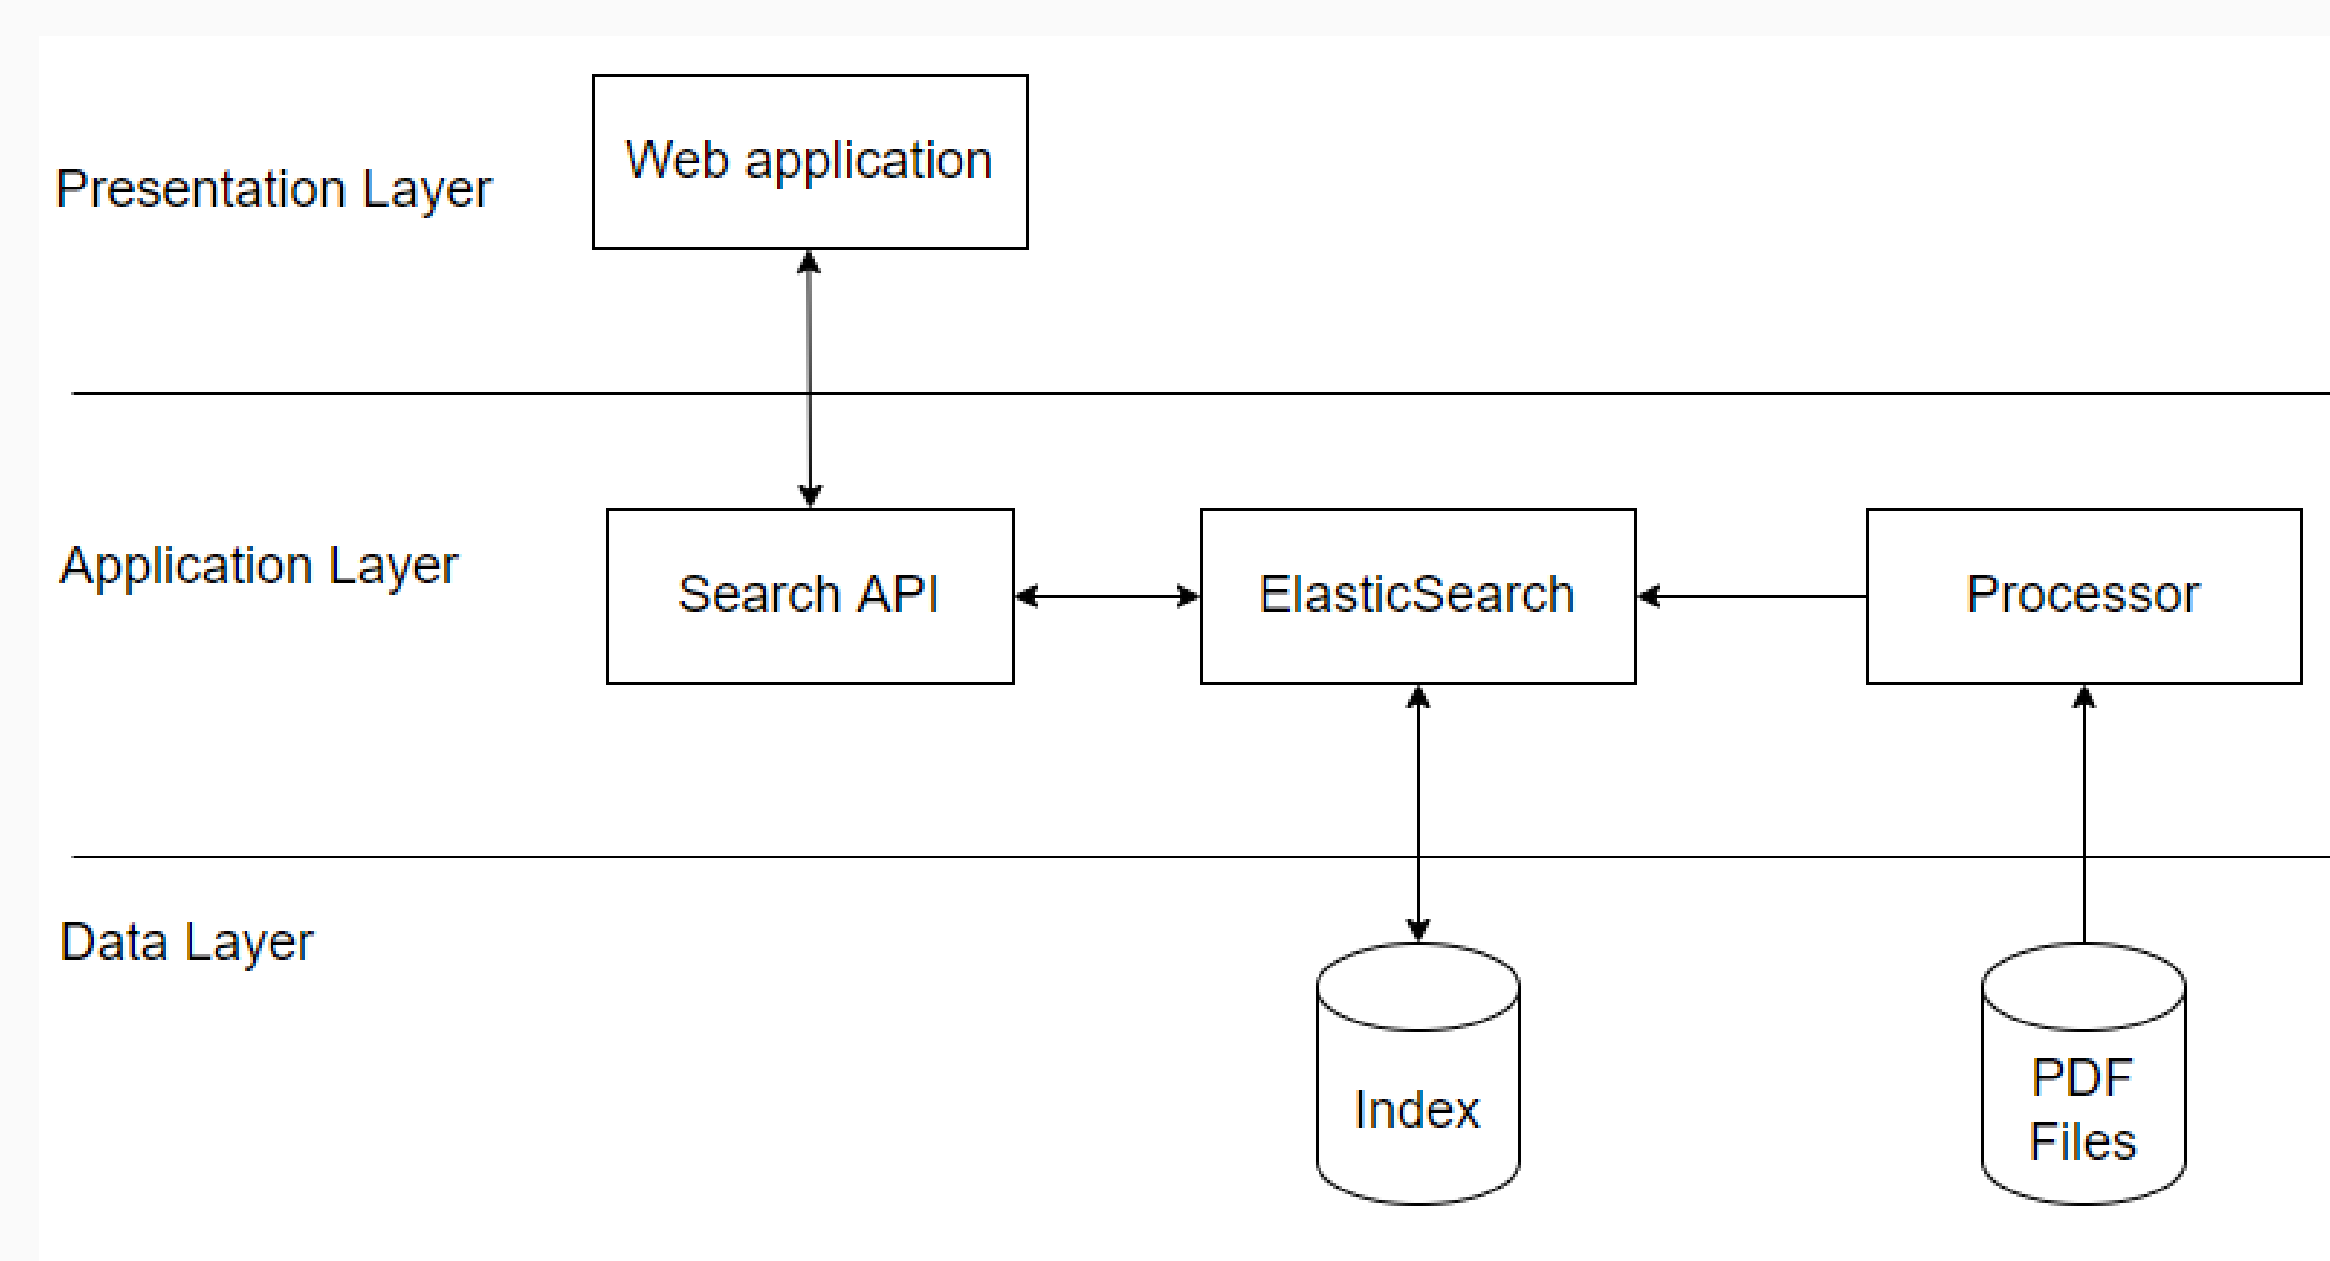 Web application
Presentation Layer
Application Layer
Search API
ElasticSearch
Processor
Data Layer
Index
PDF
Files